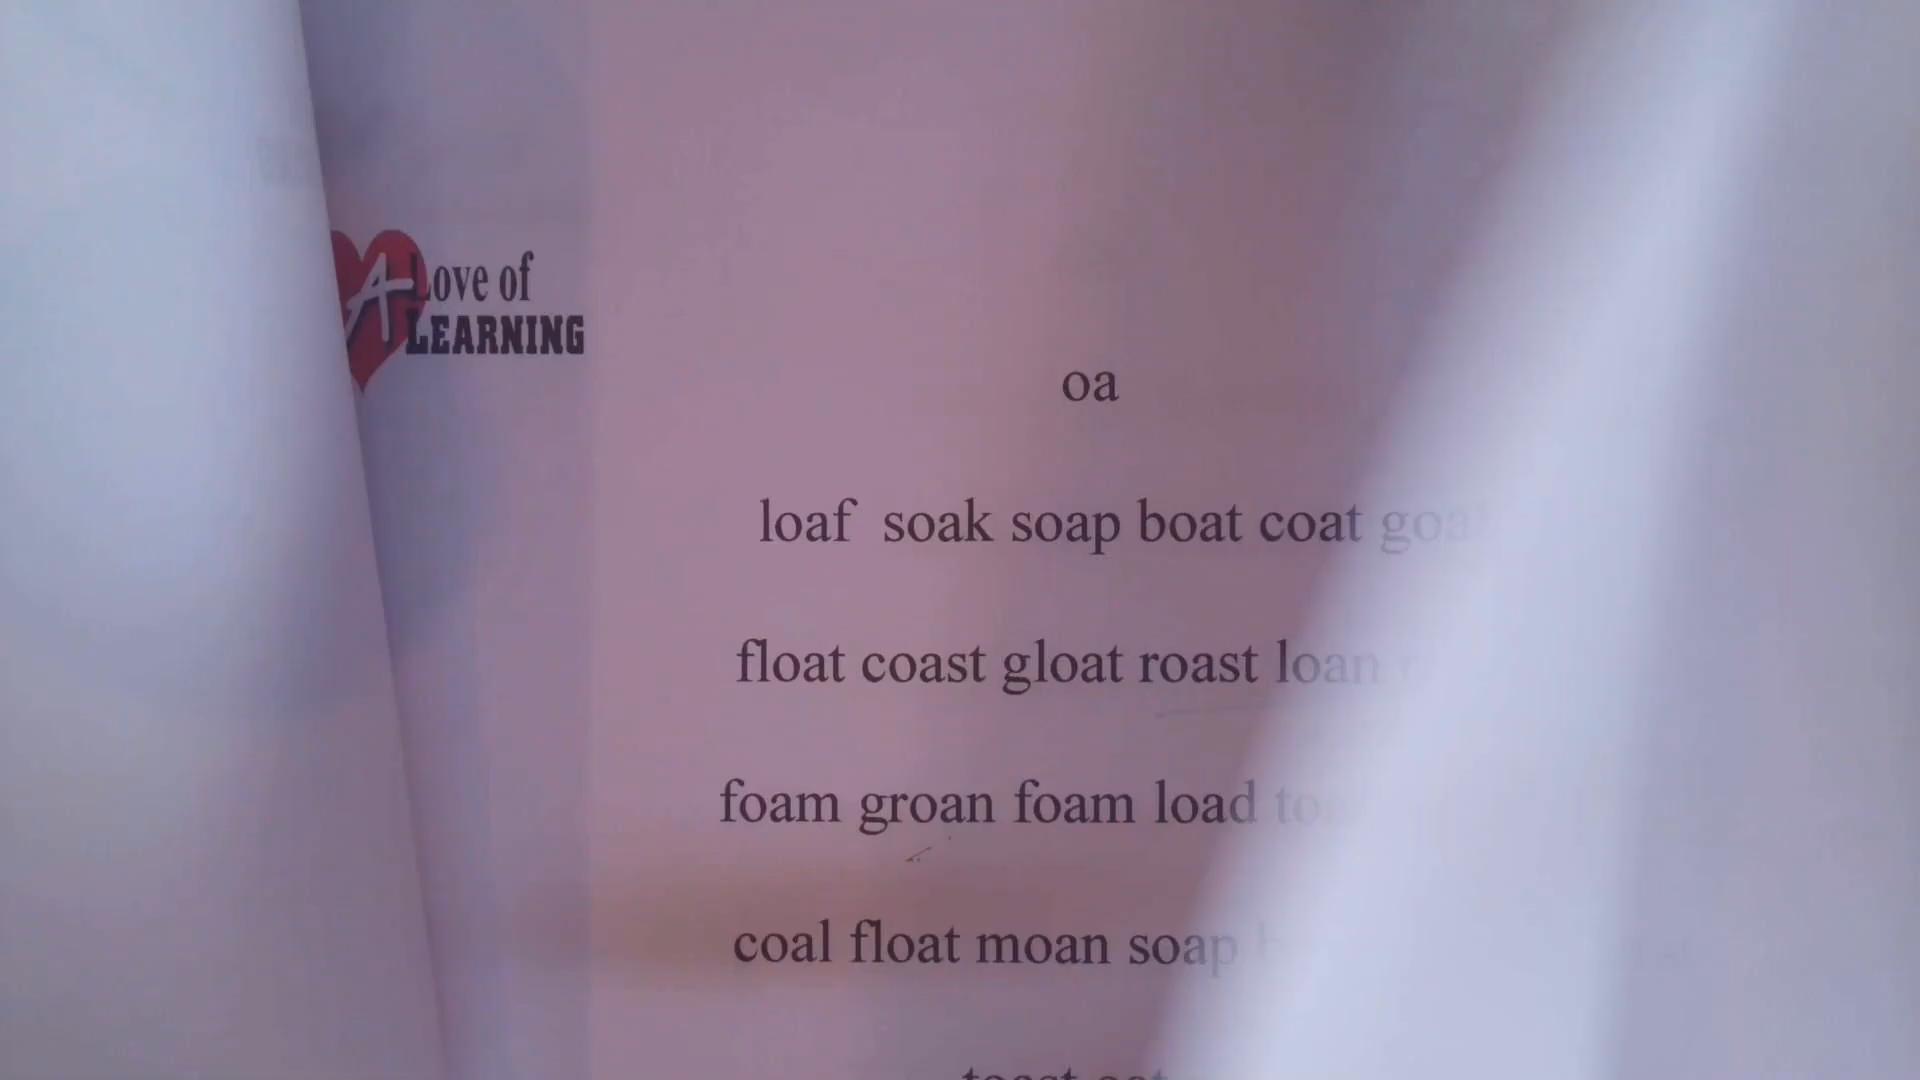 A Love of
LEARNING
oa
loaf soak soap boat coat
float coast gloat roast loan
foam groan foam load
coal float moan soap